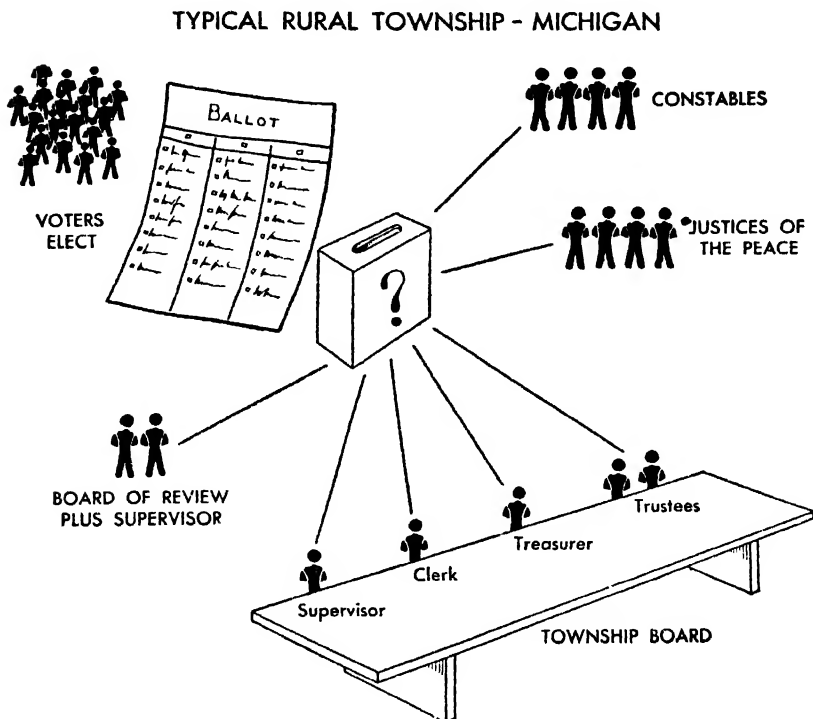 TYPICAL RURAL TOWNSHIP - MICHIGAN
BALLOT
VOTERS
ELECT
CONSTABLES
JUSTICES OF
THE PEACE
?
BOARD OF REVIEW
PLUS SUPERVISOR
Supervisor
Clerk
Treasurer
Trustees
TOWNSHIP BOARD